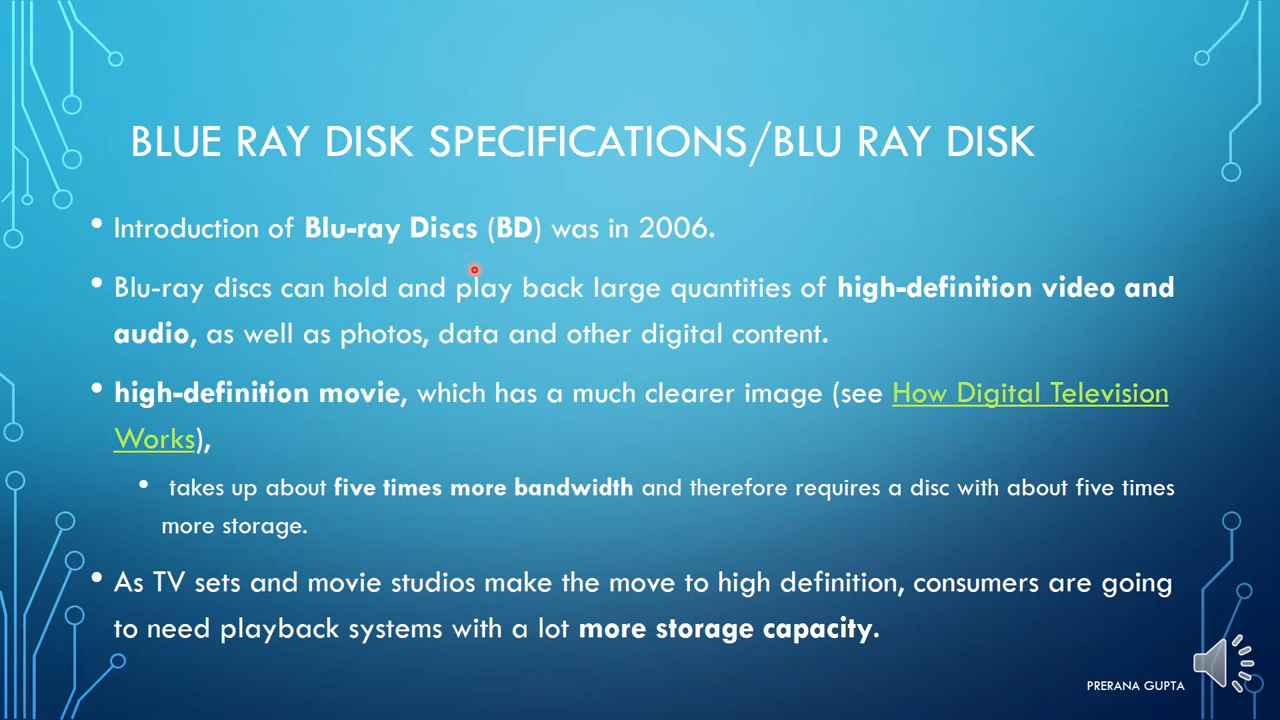 BLUE RAY DISK SPECIFICATIONS/BLU RAY DISK
• Introduction of Blu-ray Discs (BD) was in 2006.
• Blu-ray discs can hold and play back large quantities of high-definition video and
audio, as well as photos, data and other digital content.
• high-definition movie, which has a much clearer image (see How Digital Television
Works),
• takes up about five times more bandwidth and therefore requires a disc with about five times
more storage.
• As TV sets and movie studios make the move to high definition, consumers are going
to need playback systems with a lot more storage capacity.
PRERANA GUPTA